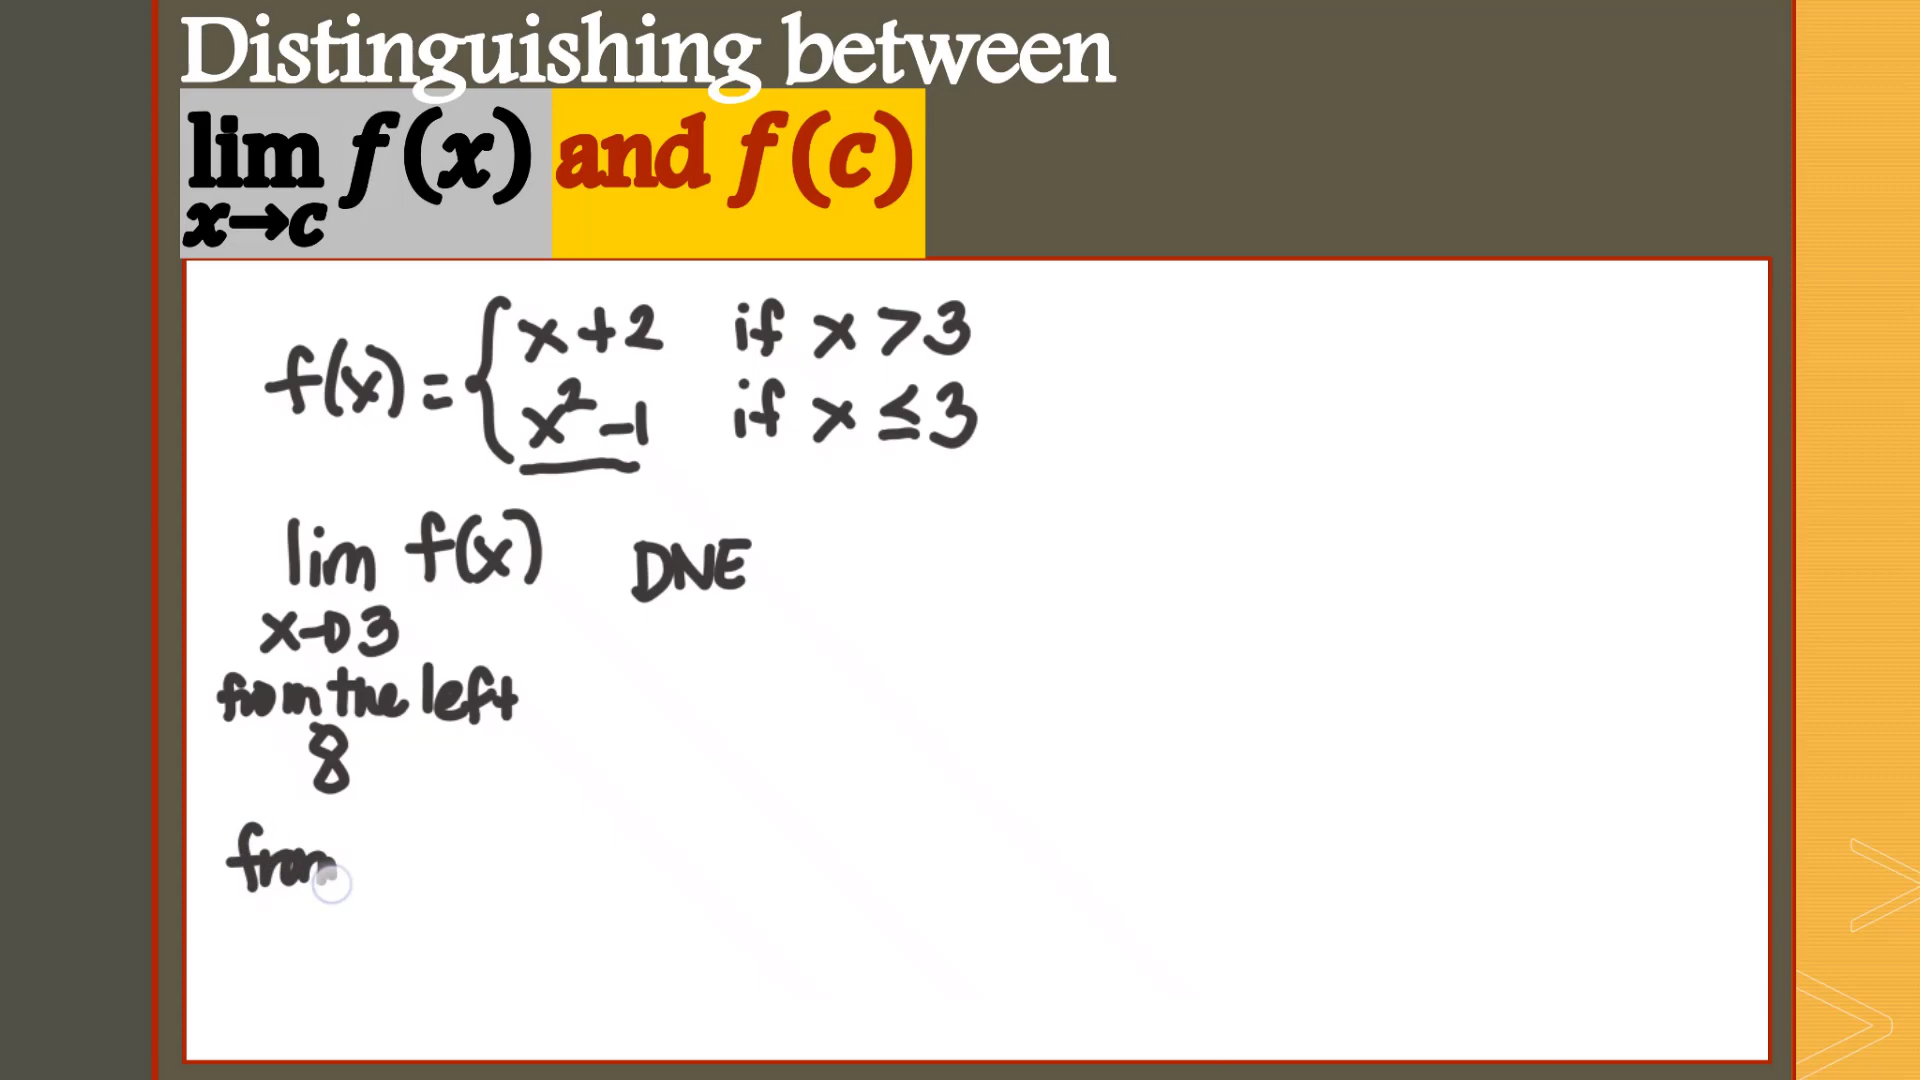 Distinguishing between
lim f(x) and f(c)
x→c
f(x) = { x+2 if x > 3
x² -1 if x ≤ 3
lim f(x) DNE
x→3
from the left
8
from